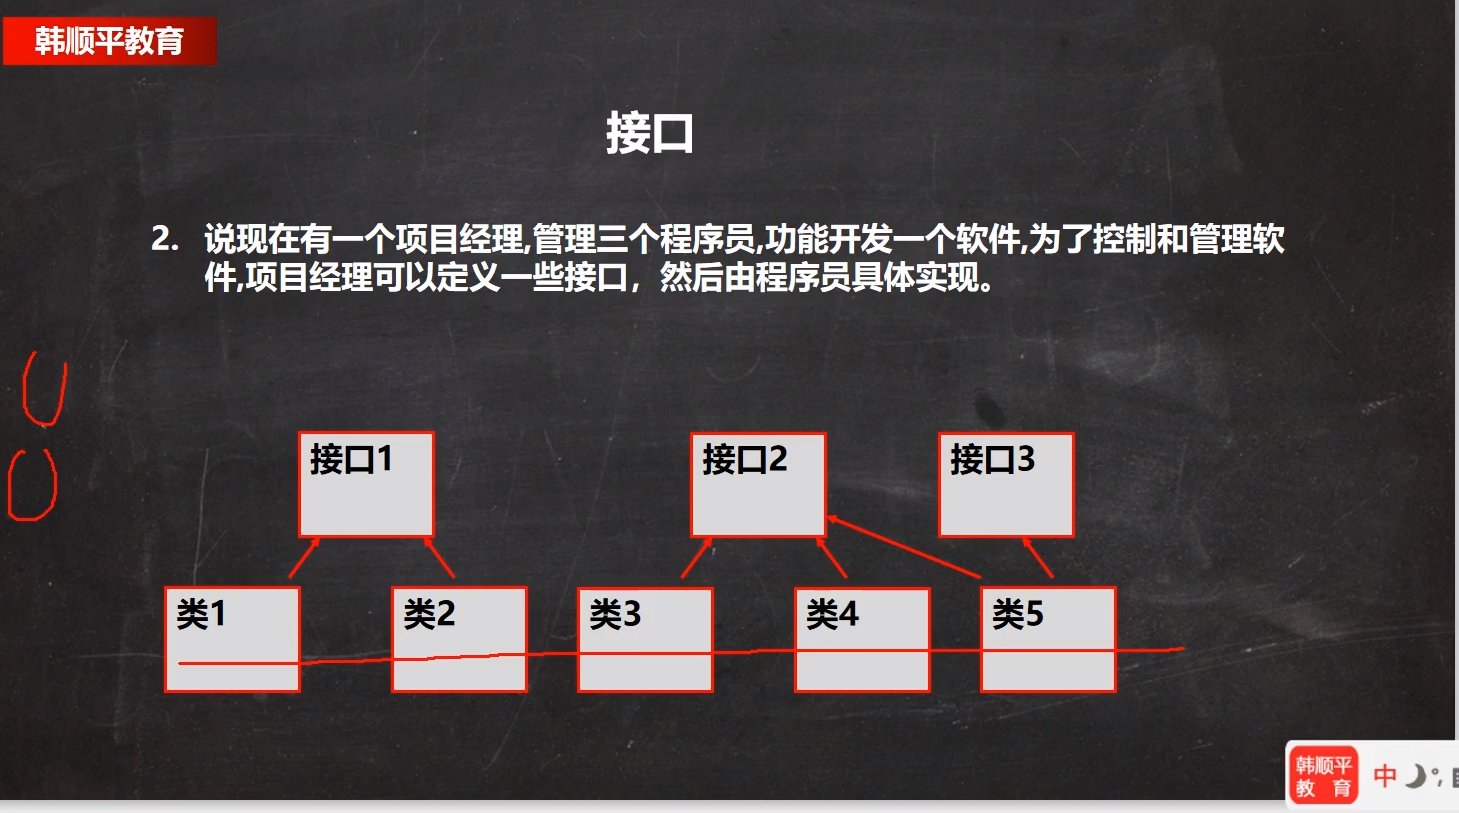 韩顺平教育
接口
2. 说现在有一个项目经理,管理三个程序员,功能开发一个软件,为了控制和管理软
件,项目经理可以定义一些接口，然后由程序员具体实现。
接口1
接口2
接口3
类1
类2
类3
类4
类5
韩顺平
教 育
中